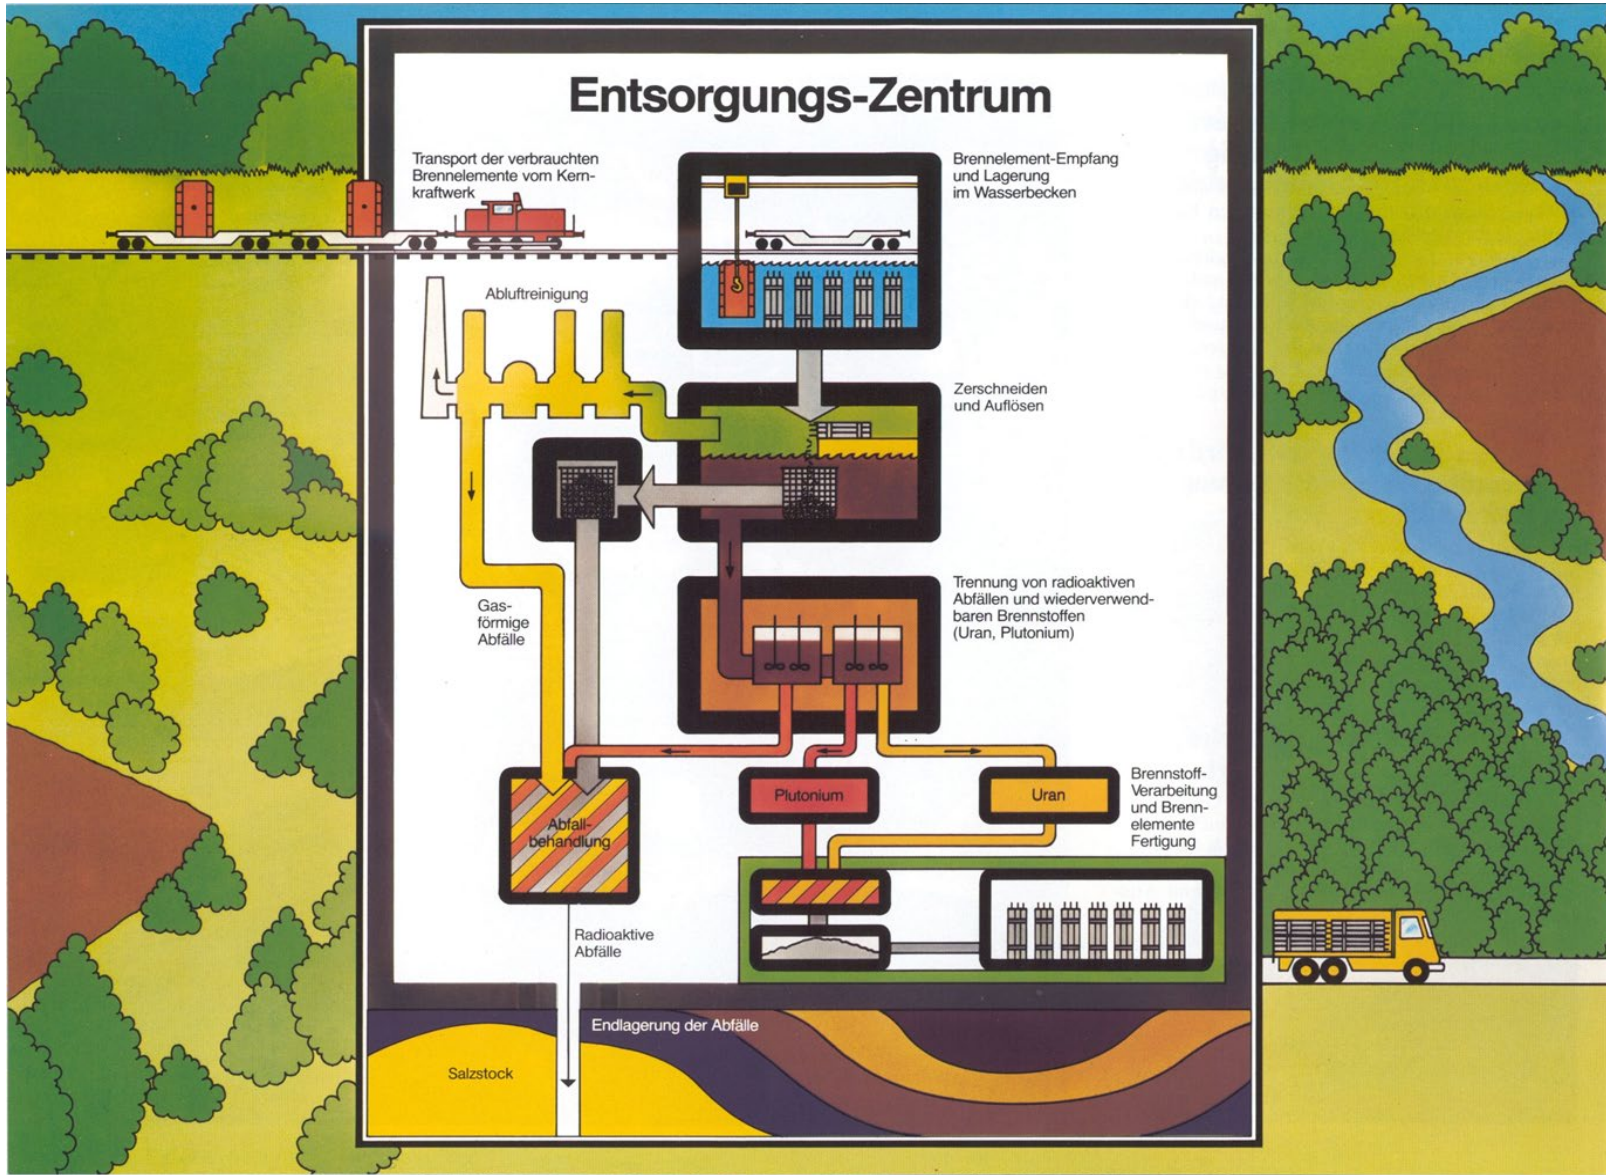 Entsorgungs-Zentrum
Transport der verbrauchten
Brennelemente vom Kern-
kraftwerk
Brennelement-Empfang
und Lagerung
im Wasserbecken
Abluftreinigung
Zerschneiden
und Auflösen
Gas-
förmige
Abfälle
Trennung von radioaktiven
Abfällen und wiederverwend-
baren Brennstoffen
(Uran, Plutonium)
Plutonium
Uran
Brennstoff-
Verarbeitung
und Brenn-
elemente
Fertigung
Abfall-
behandlung
Radioaktive
Abfälle
Endlagerung der Abfälle
Salzstock